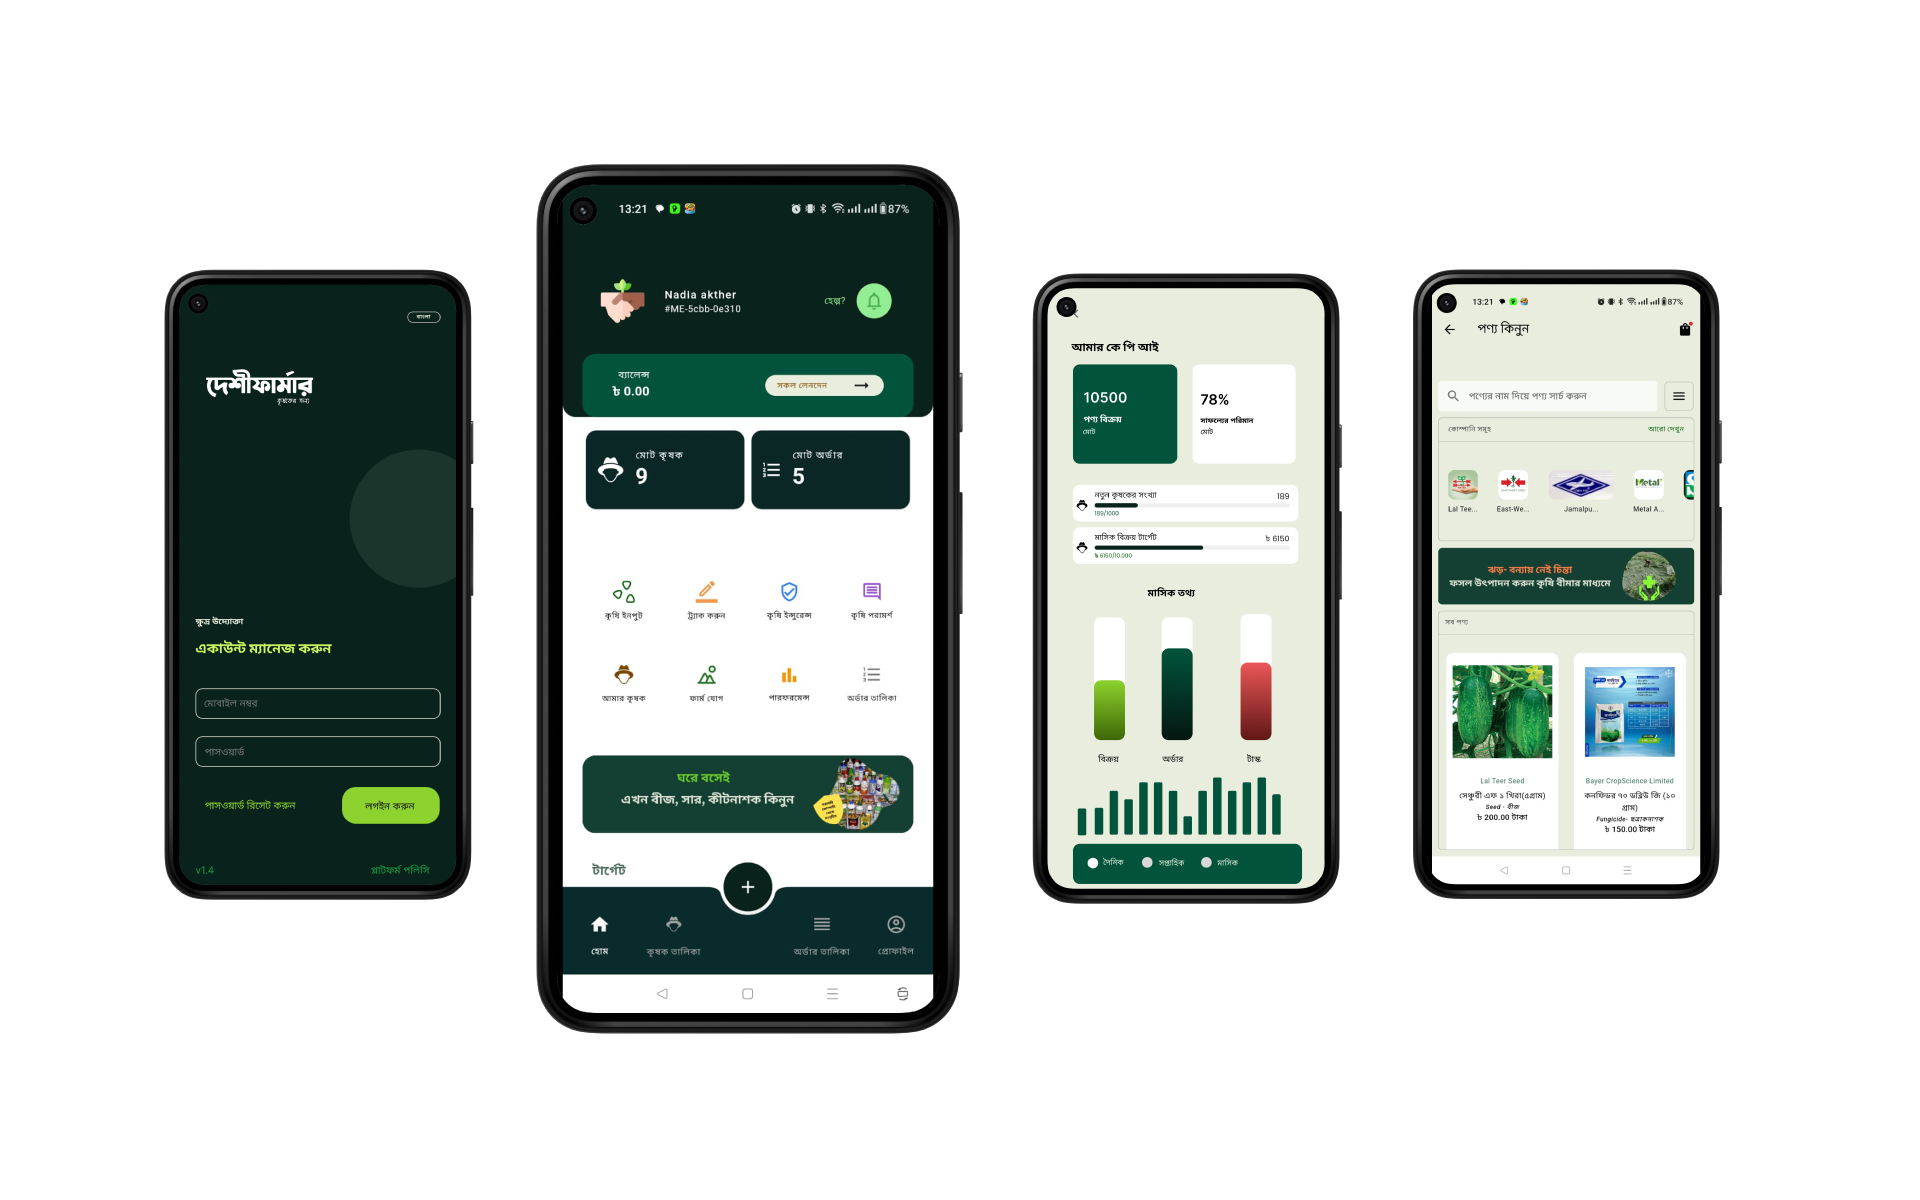 বাংলা
দেশীফার্মার
কৃষকের জন্য
ক্ষুদ্র উদ্যোক্তা
একাউন্ট ম্যানেজ করুন
মোবাইল নম্বর
পাসওয়ার্ড
পাসওয়ার্ড রিসেট করুন
লগইন করুন
v1.4
প্লাটফর্ম পলিসি
13:21
87%
Nadia akther
#ME-5cbb-0e310
হেল্প?
ব্যালেন্স
৳ 0.00
সকল লেনদেন
মোট কৃষক
9
মোট অর্ডার
5
কৃষি ইনপুট
ট্র্যাক করুন
কৃষি ইন্সুরেন্স
কৃষি পরামর্শ
আমার কৃষক
ফার্ম যোগ
পারফরমেন্স
অর্ডার তালিকা
ঘরে বসেই
এখন বীজ, সার, কীটনাশক কিনুন
টার্গেট
+
হোম
কৃষক তালিকা
অর্ডার তালিকা
প্রোফাইল
আমার কে পি আই
10500
পণ্য বিক্রয়
মোট
78%
সাফল্যের পরিমান
মোট
নতুন কৃষকের সংখ্যা
189
189/1000
মাসিক বিক্রয় টার্গেট
৳ 6150
৳ 6150/10.000
মাসিক তথ্য
বিক্রয়
অর্ডার
টাস্ক
দৈনিক
সপ্তাহিক
মাসিক
13:21
87%
পণ্য কিনুন
পণ্যের নাম দিয়ে পণ্য সার্চ করুন
কোম্পানি সমূহ
আরো দেখুন
Metal
Lal Tee...
East-We...
Jamalpu...
Metal A...
ঝড়- বন্যায় নেই চিন্তা
ফসল উৎপাদন করুন কৃষি বীমার মাধ্যমে
সব পণ্য
Lal Teer Seed
সেঞ্চুরী এফ ১ খিরা(৫গ্রাম)
Seed - বীজ
৳ 200.00 টাকা
Bayer CropScience Limited
কনফিডর ৭০ ডব্লিউ জি (১০
গ্রাম)
Fungicide- ছত্রাকনাশক
৳ 150.00 টাকা